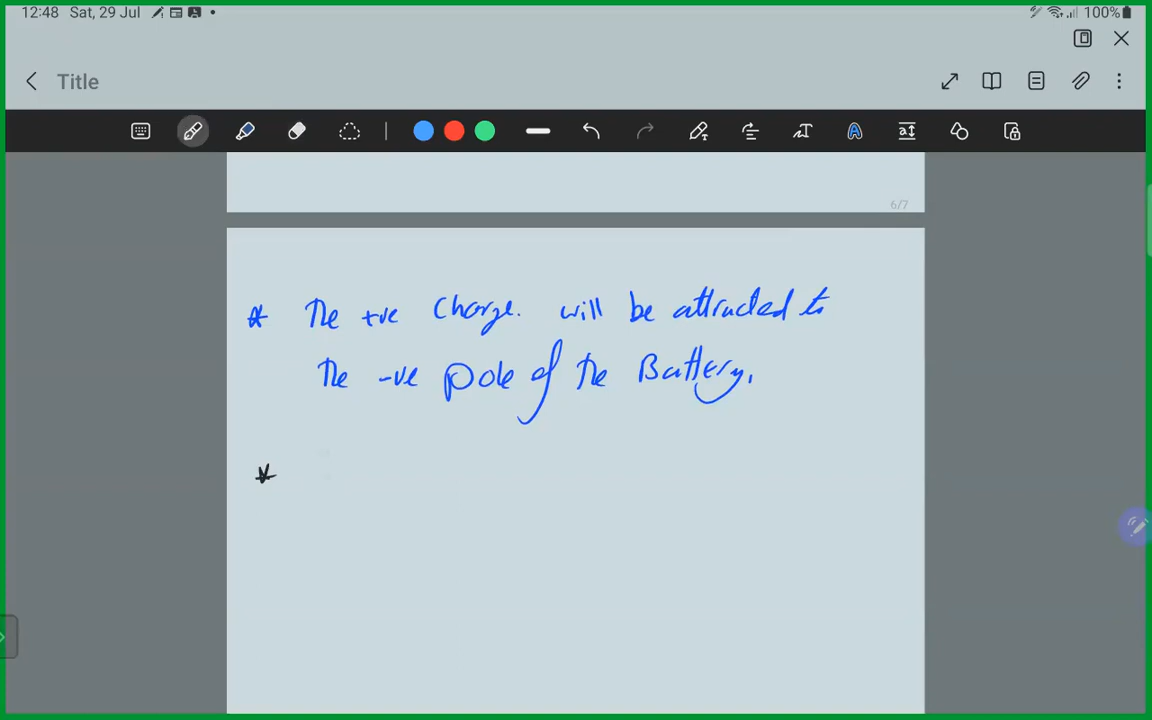 12:48 Sat, 29 Jul
100%
Title
6/7
* The +ve Charge. will be attracted to
the -ve pole of the Battery.
*